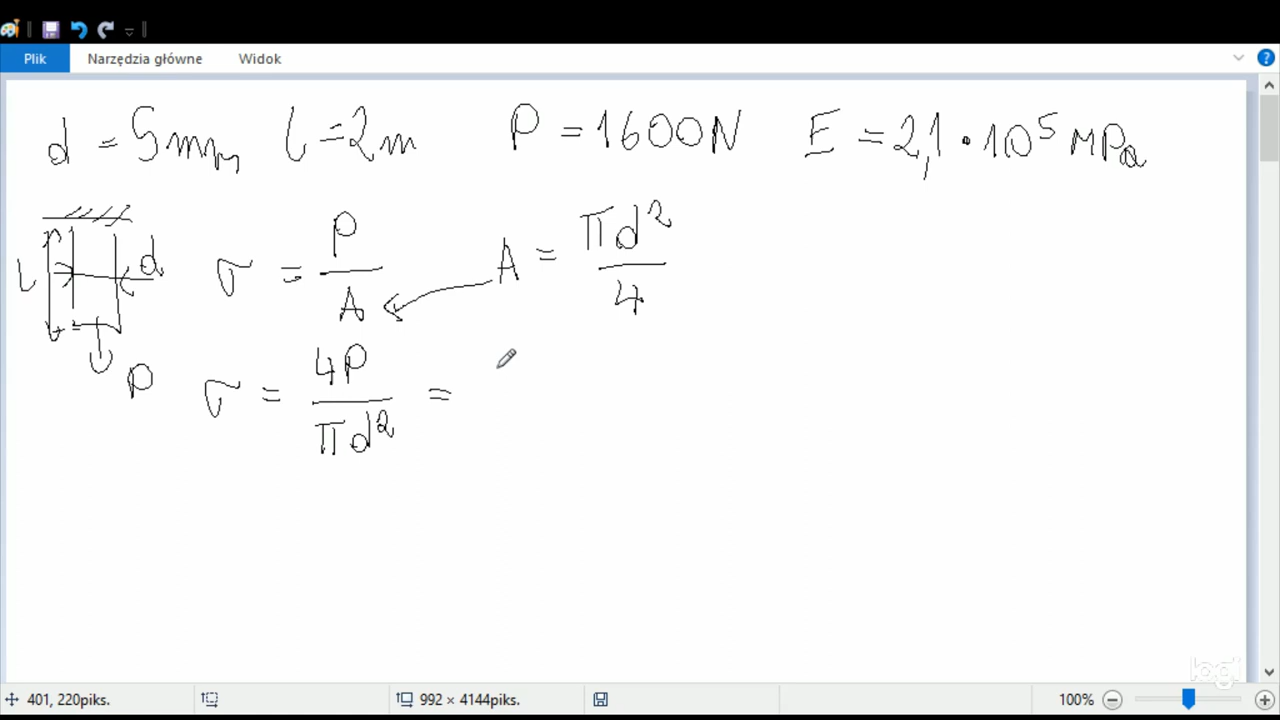 Plik Narzędzia główne Widok
d = 5mm l = 2m P = 1600N E = 2,1 · 10⁵ MPa
l d σ = P / A A = πd² / 4
P σ = 4P / πd² =
logi
401, 220piks. 992 × 4144piks. 100%